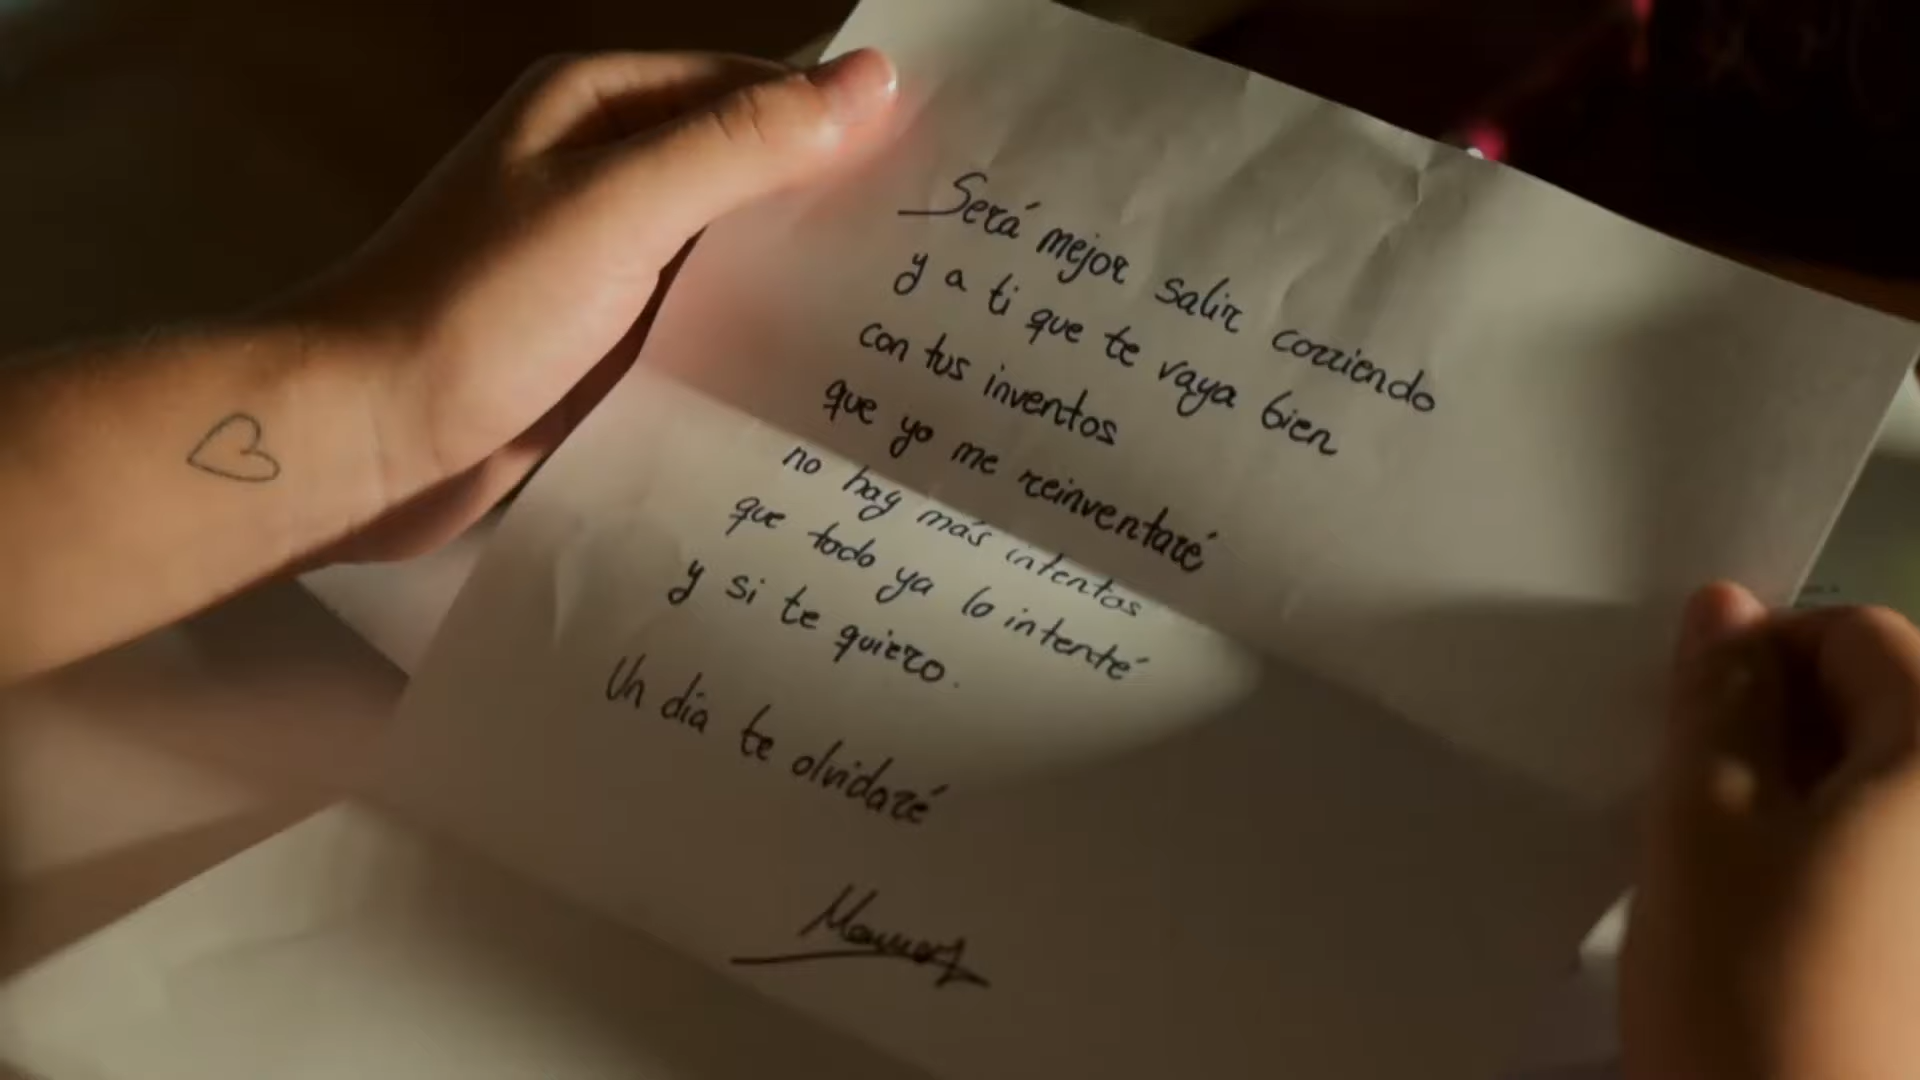 Será mejor salir corriendo
y a ti que te vaya bien
con tus inventos
que yo me reinventaré
no hay más intentos
que todo ya lo intenté
y si te quiero.
Un día te olvidaré